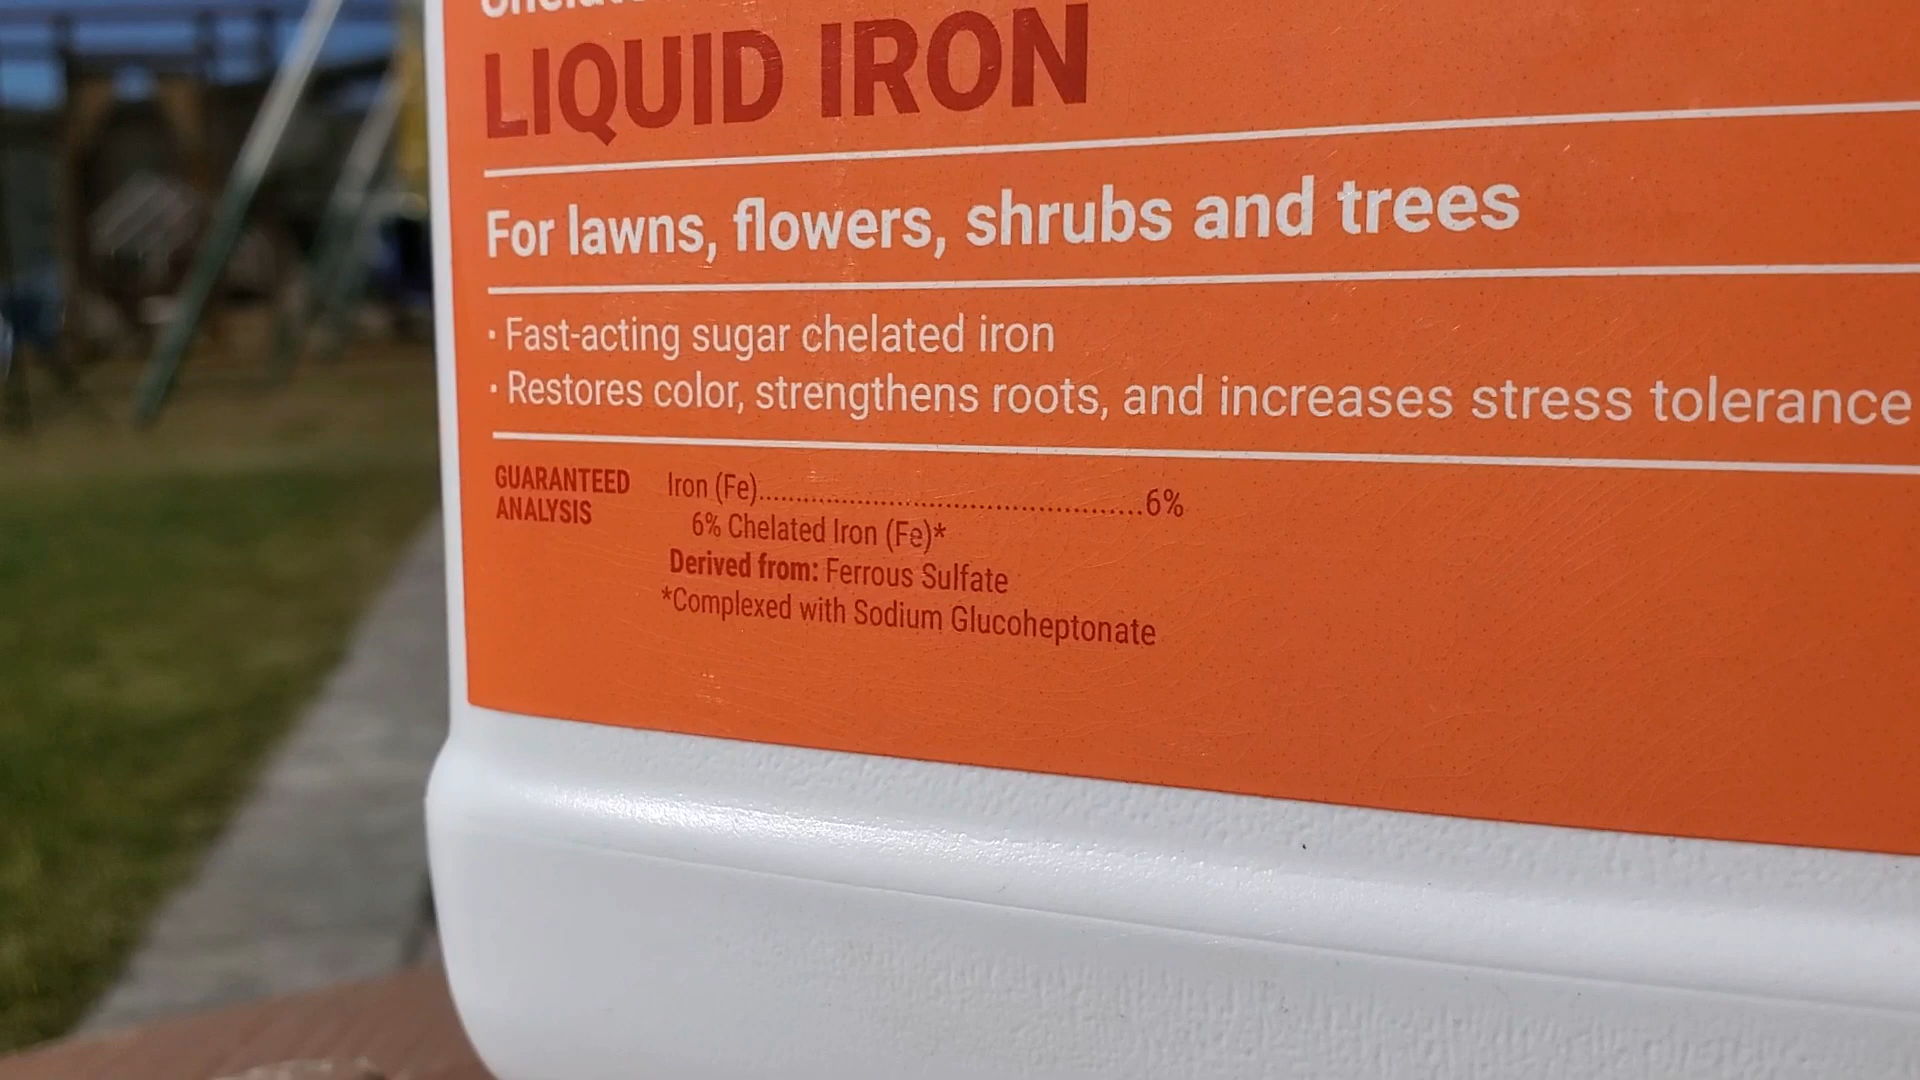 LIQUID IRON
For lawns, flowers, shrubs and trees
· Fast-acting sugar chelated iron
· Restores color, strengthens roots, and increases stress tolerance
GUARANTEED
ANALYSIS
Iron (Fe)................................................6%
6% Chelated Iron (Fe)*
Derived from: Ferrous Sulfate
*Complexed with Sodium Glucoheptonate